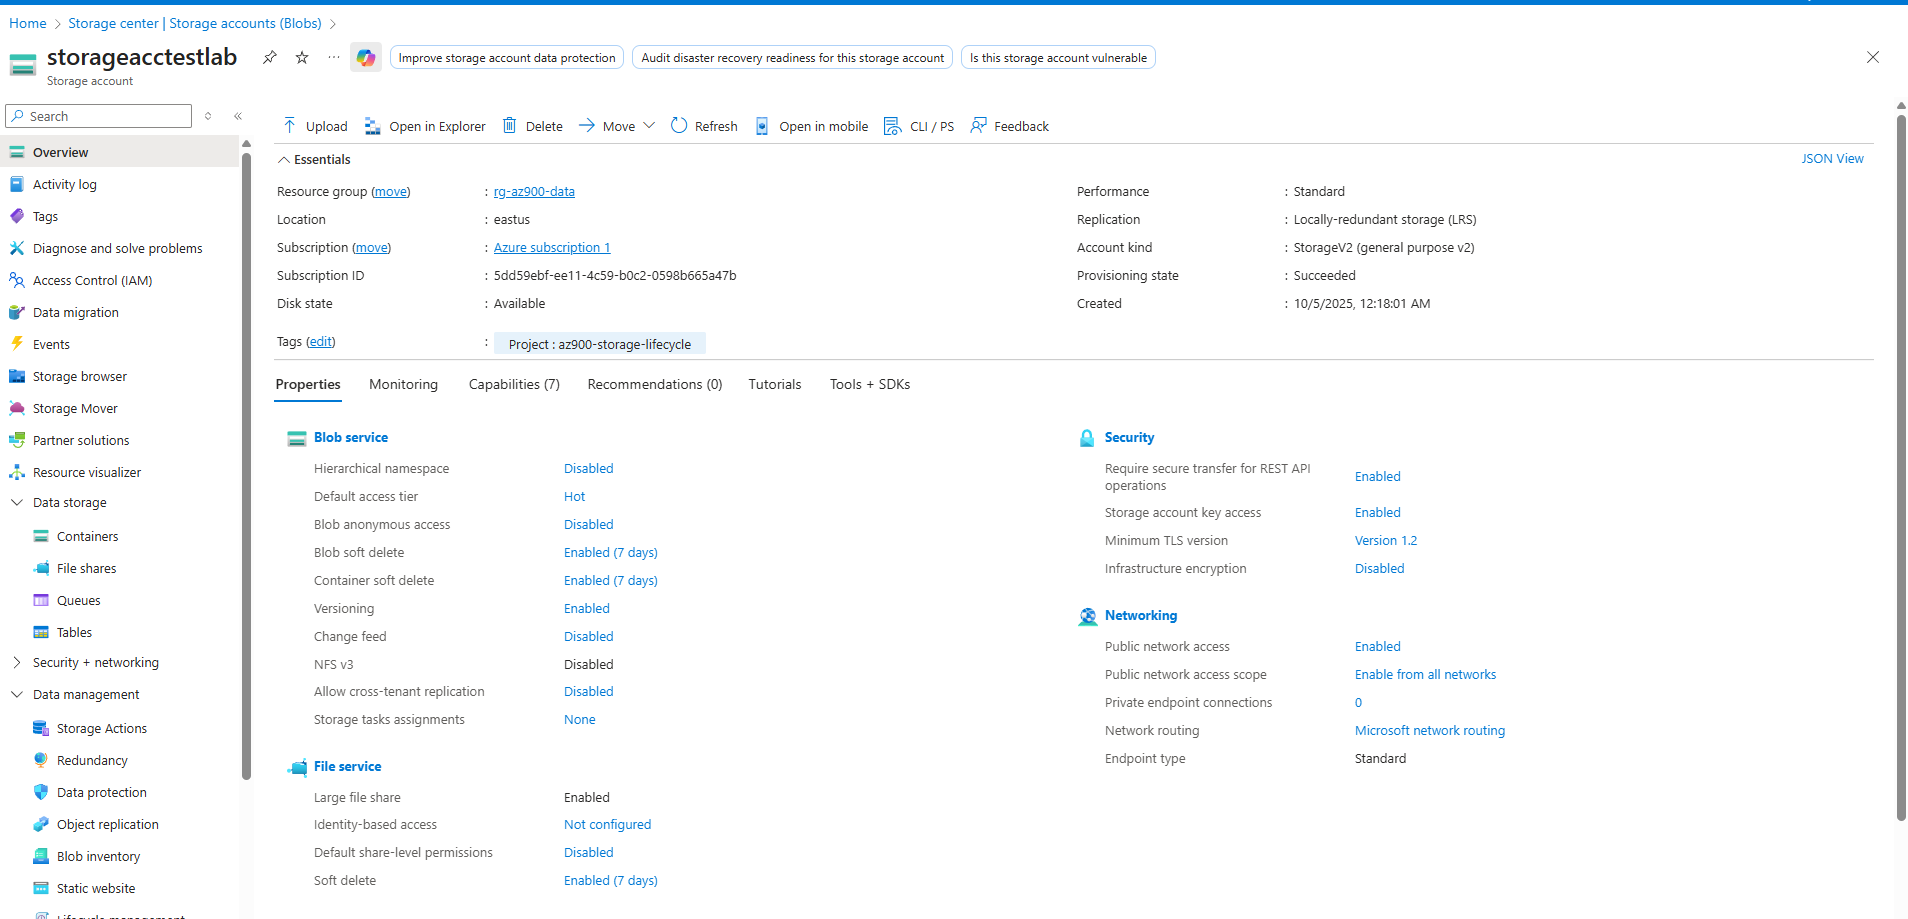 Home > Storage center | Storage accounts (Blobs) >
storageacctestlab
Storage account
Improve storage account data protection
Audit disaster recovery readiness for this storage account
Is this storage account vulnerable
Search
Overview
Activity log
Tags
Diagnose and solve problems
Access Control (IAM)
Data migration
Events
Storage browser
Storage Mover
Partner solutions
Resource visualizer
Data storage
Containers
File shares
Queues
Tables
Security + networking
Data management
Storage Actions
Redundancy
Data protection
Object replication
Blob inventory
Static website
Lifecycle management
Upload Open in Explorer Delete Move Refresh Open in mobile CLI / PS Feedback
Essentials
JSON View
Resource group (move) : rg-az900-data
Location : eastus
Subscription (move) : Azure subscription 1
Subscription ID : 5dd59ebf-ee11-4c59-b0c2-0598b665a47b
Disk state : Available
Performance : Standard
Replication : Locally-redundant storage (LRS)
Account kind : StorageV2 (general purpose v2)
Provisioning state : Succeeded
Created : 10/5/2025, 12:18:01 AM
Tags (edit) : Project : az900-storage-lifecycle
Properties Monitoring Capabilities (7) Recommendations (0) Tutorials Tools + SDKs
Blob service
Hierarchical namespace Disabled
Default access tier Hot
Blob anonymous access Disabled
Blob soft delete Enabled (7 days)
Container soft delete Enabled (7 days)
Versioning Enabled
Change feed Disabled
NFS v3 Disabled
Allow cross-tenant replication Disabled
Storage tasks assignments None
File service
Large file share Enabled
Identity-based access Not configured
Default share-level permissions Disabled
Soft delete Enabled (7 days)
Security
Require secure transfer for REST API
operations Enabled
Storage account key access Enabled
Minimum TLS version Version 1.2
Infrastructure encryption Disabled
Networking
Public network access Enabled
Public network access scope Enable from all networks
Private endpoint connections 0
Network routing Microsoft network routing
Endpoint type Standard